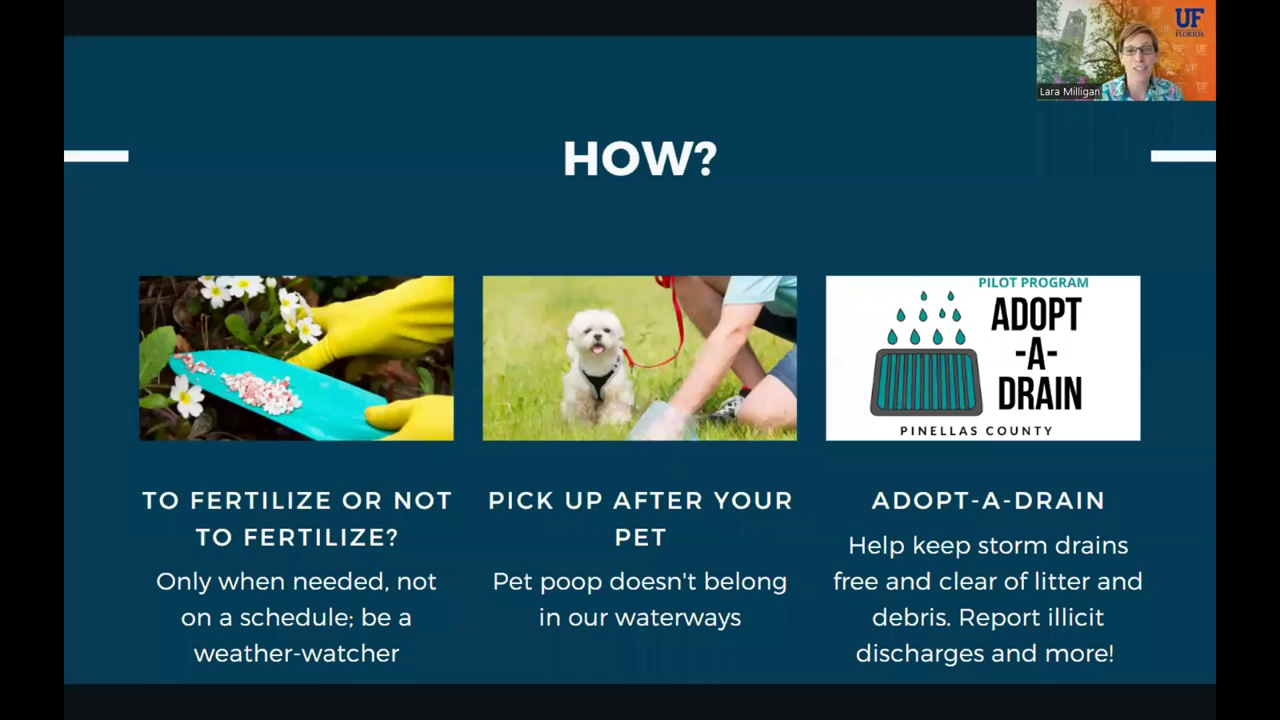 UF
FLORIDA
Lara Milligan
HOW?
PILOT PROGRAM
ADOPT
-A-
DRAIN
PINELLAS COUNTY
TO FERTILIZE OR NOT
TO FERTILIZE?
Only when needed, not
on a schedule; be a
weather-watcher
PICK UP AFTER YOUR
PET
Pet poop doesn't belong
in our waterways
ADOPT-A-DRAIN
Help keep storm drains
free and clear of litter and
debris. Report illicit
discharges and more!